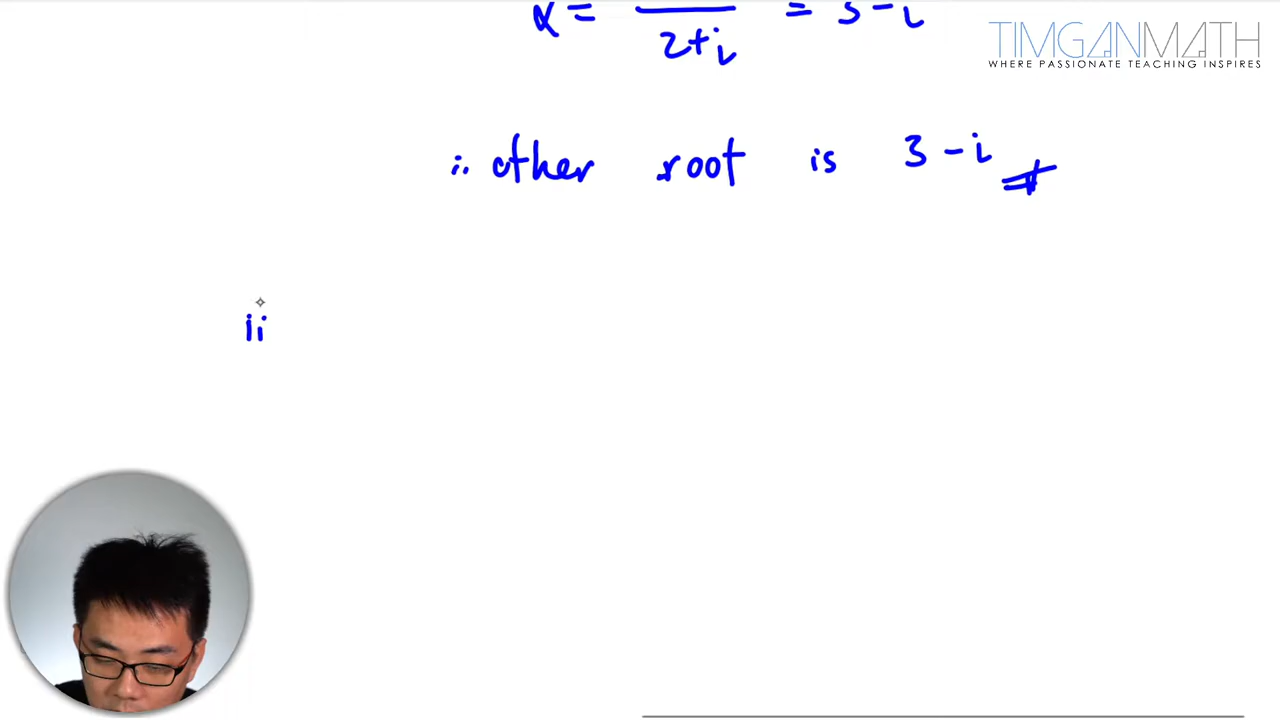 α = ――― / 2+i = 3-i
TIMGANMATH
WHERE PASSIONATE TEACHING INSPIRES
∴ other root is 3-i
ii